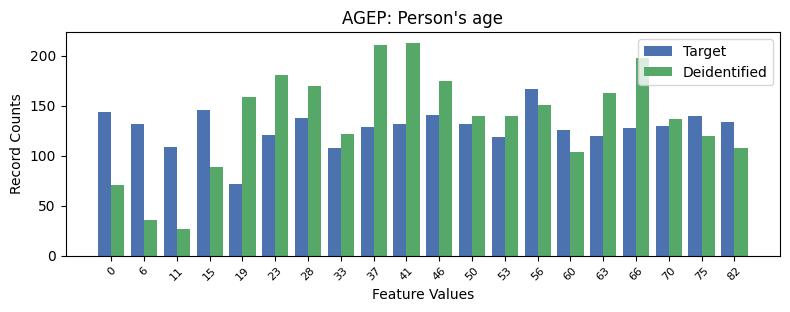 AGEP: Person's age
Target
Deidentified
Record Counts
200
150
100
50
0
0 6 11 15 19 23 28 33 37 41 46 50 53 56 60 63 66 70 75 82
Feature Values